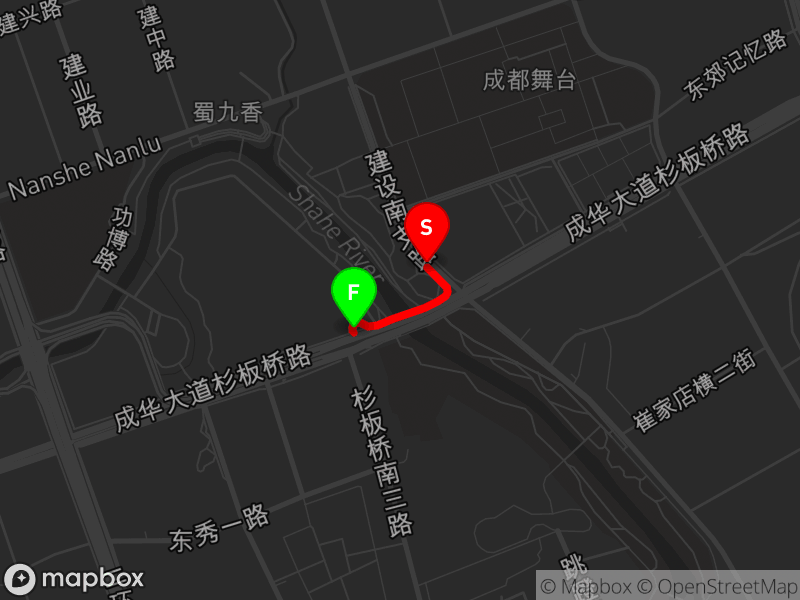 建兴路
建中路
建业路
蜀九香
成都舞台
东郊记忆路
Nanshe Nanlu
建设南支路
成华大道杉板桥路
功博路
Shahe River
S
F
路
成华大道杉板桥路
杉板桥南三路
崔家店横二街
东秀一路
mapbox
© Mapbox © OpenStreetMap